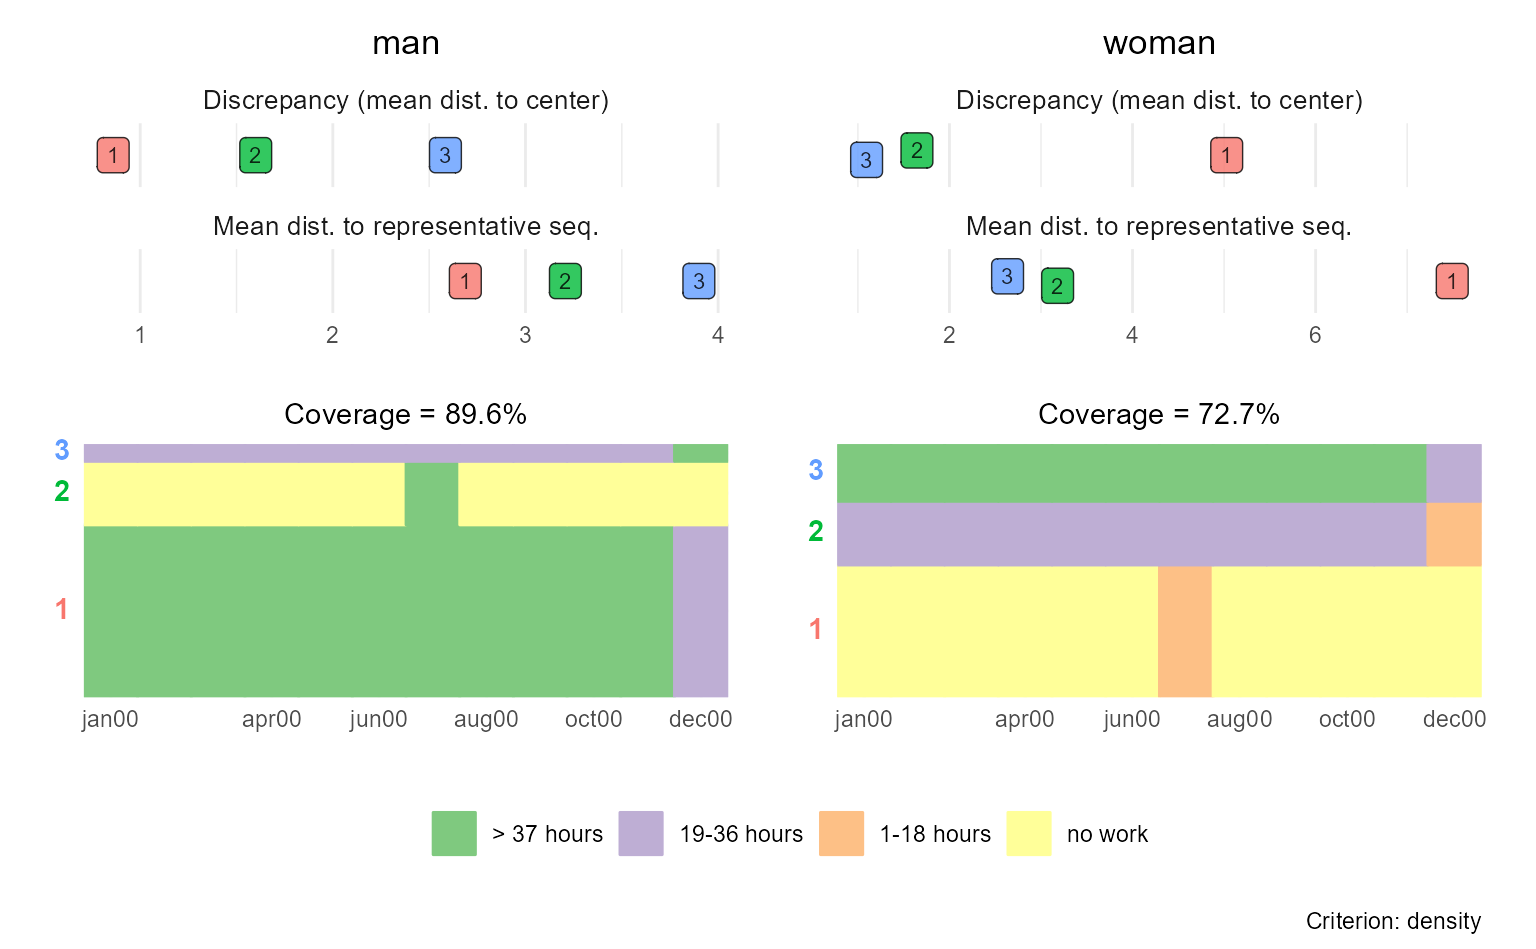 man
Discrepancy (mean dist. to center)
1
2
3
Mean dist. to representative seq.
1
2
3
1
2
3
4
Coverage = 89.6%
3
2
1
jan00
apr00
jun00
aug00
oct00
dec00
woman
Discrepancy (mean dist. to center)
3
2
1
Mean dist. to representative seq.
3
2
1
2
4
6
Coverage = 72.7%
3
2
1
jan00
apr00
jun00
aug00
oct00
dec00
> 37 hours
19-36 hours
1-18 hours
no work
Criterion: density